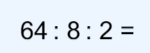 64 : 8 : 2 =